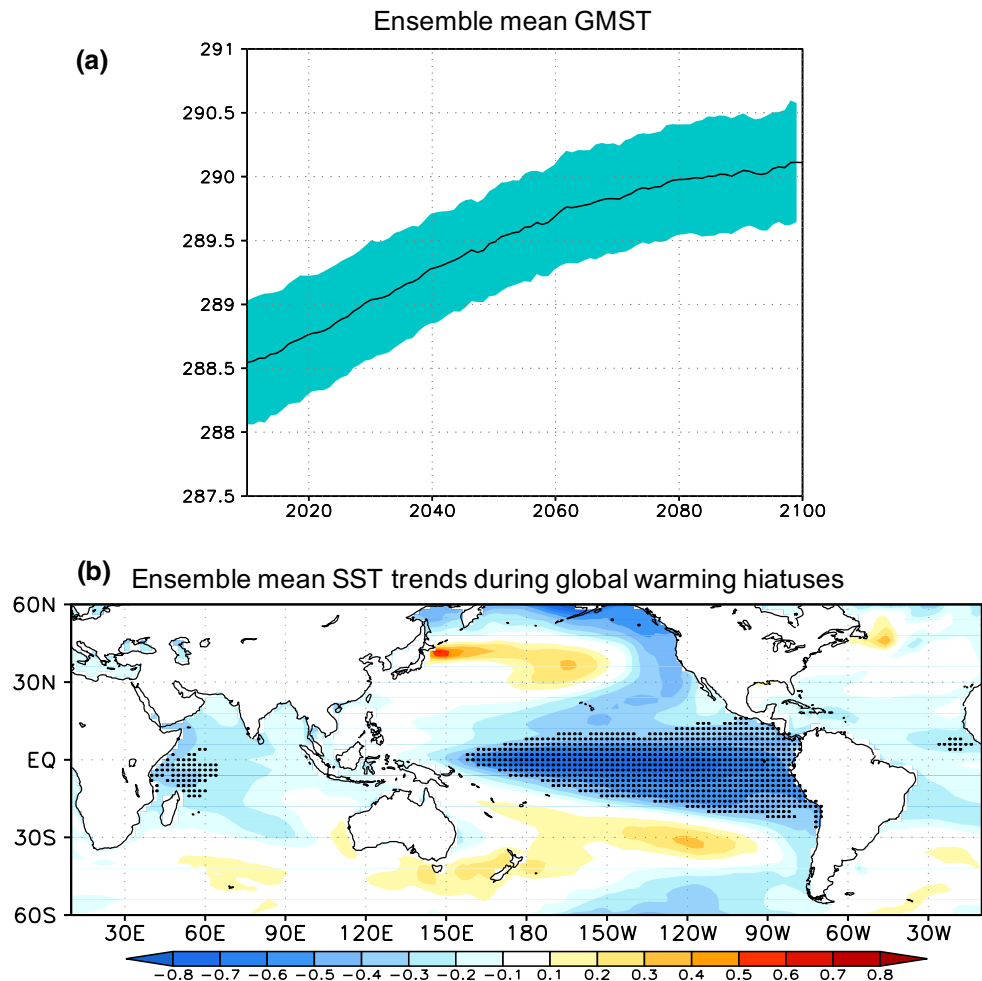 Ensemble mean GMST
(a)
291
290.5
290
289.5
289
288.5
288
287.5
2020 2040 2060 2080 2100
(b) Ensemble mean SST trends during global warming hiatuses
60N
30N
EQ
30S
60S
30E 60E 90E 120E 150E 180 150W 120W 90W 60W 30W
-0.8 -0.7 -0.6 -0.5 -0.4 -0.3 -0.2 -0.1 0.1 0.2 0.3 0.4 0.5 0.6 0.7 0.8